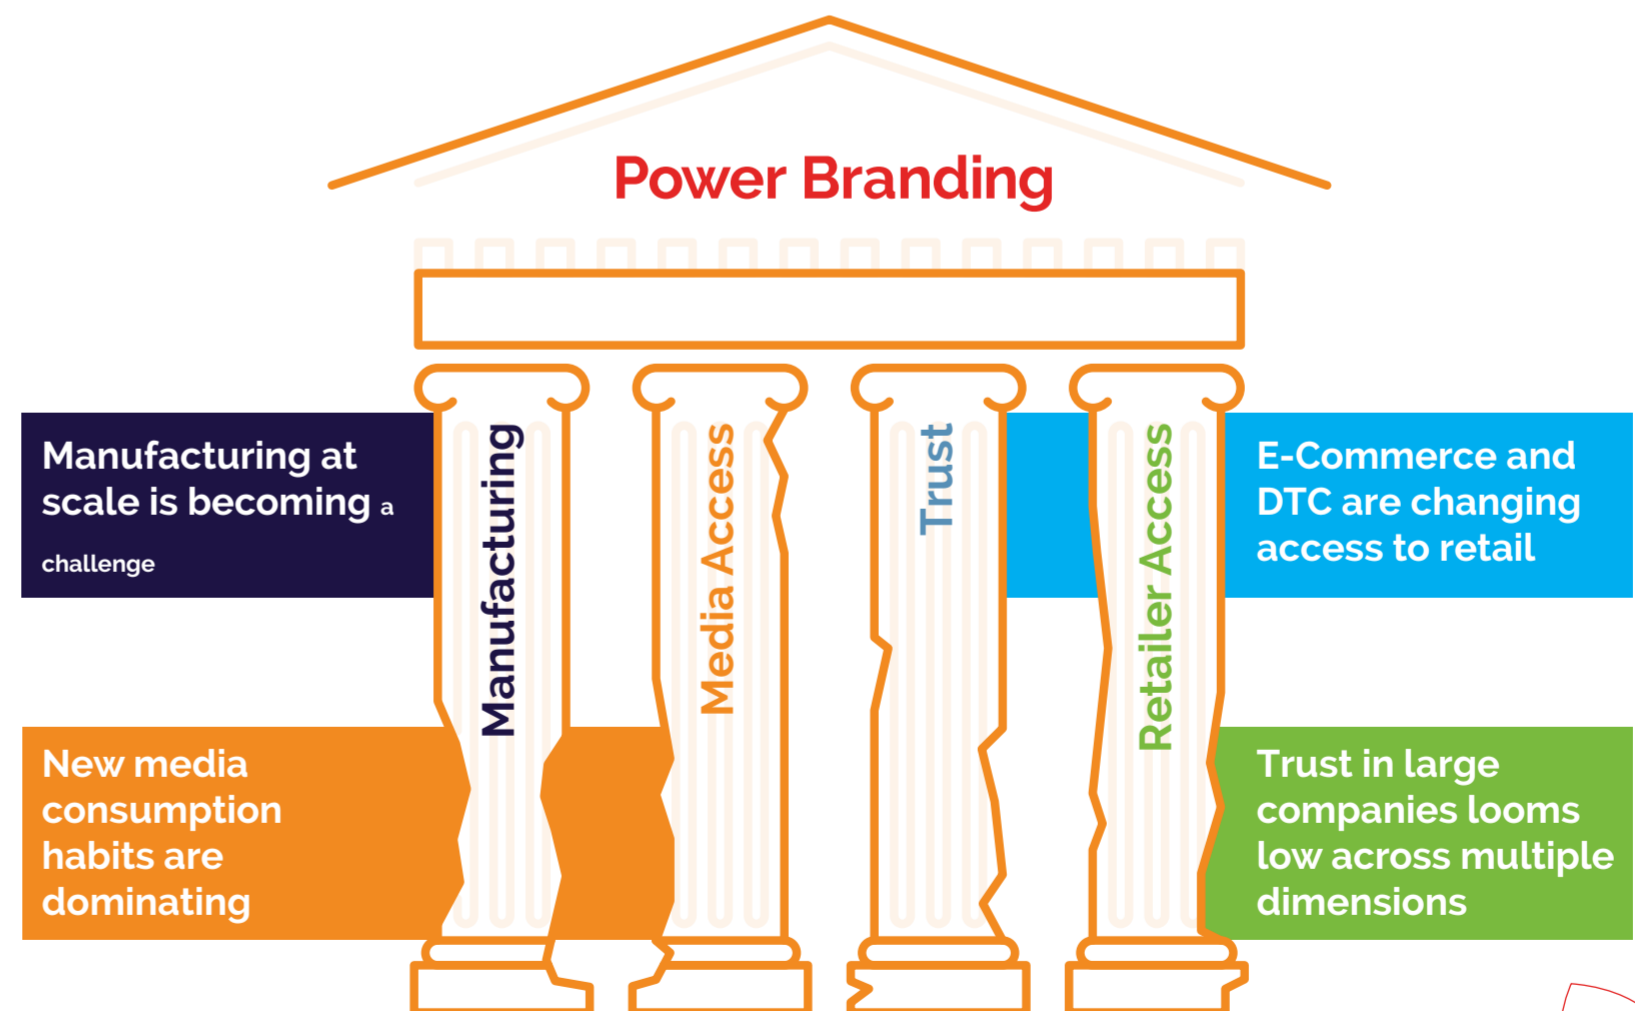 Power Branding
Manufacturing at
scale is becoming a
challenge
Manufacturing
Media Access
Trust
Retailer Access
E-Commerce and
DTC are changing
access to retail
New media
consumption
habits are
dominating
Trust in large
companies looms
low across multiple
dimensions